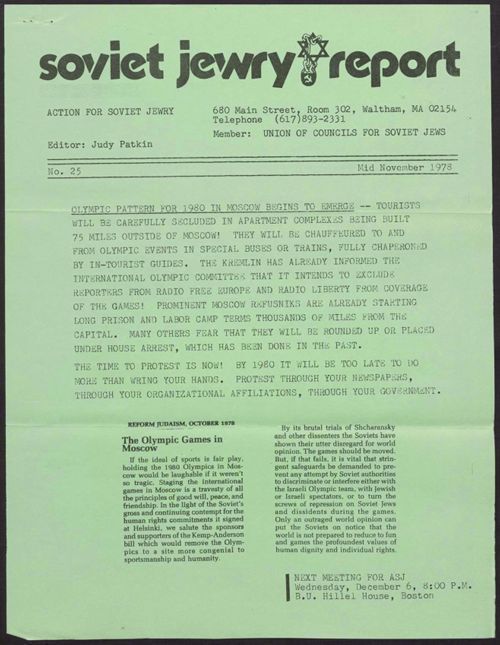 soviet jewry report
ACTION FOR SOVIET JEWRY
680 Main Street, Room 302, Waltham, MA 02154
Telephone (617)893-2331
Member: UNION OF COUNCILS FOR SOVIET JEWS
Editor: Judy Patkin
No. 25
Mid November 1978
OLYMPIC PATTERN FOR 1980 IN MOSCOW BEGINS TO EMERGE -- TOURISTS
WILL BE CAREFULLY SECLUDED IN APARTMENT COMPLEXES BEING BUILT
75 MILES OUTSIDE OF MOSCOW! THEY WILL BE CHAUFFEURED TO AND
FROM OLYMPIC EVENTS IN SPECIAL BUSES OR TRAINS, FULLY CHAPERONED
BY IN-TOURIST GUIDES. THE KREMLIN HAS ALREADY INFORMED THE
INTERNATIONAL OLYMPIC COMMITTEE THAT IT INTENDS TO EXCLUDE
REPORTERS FROM RADIO FREE EUROPE AND RADIO LIBERTY FROM COVERAGE
OF THE GAMES! PROMINENT MOSCOW REFUSNIKS ARE ALREADY STARTING
LONG PRISON AND LABOR CAMP TERMS THOUSANDS OF MILES FROM THE
CAPITAL. MANY OTHERS FEAR THAT THEY WILL BE ROUNDED UP OR PLACED
UNDER HOUSE ARREST, WHICH HAS BEEN DONE IN THE PAST.
THE TIME TO PROTEST IS NOW! BY 1980 IT WILL BE TOO LATE TO DO
MORE THAN WRING YOUR HANDS. PROTEST THROUGH YOUR NEWSPAPERS,
THROUGH YOUR ORGANIZATIONAL AFFILIATIONS, THROUGH YOUR GOVERNMENT.
REFORM JUDAISM, OCTOBER 1978
The Olympic Games in
Moscow
If the ideal of sports is fair play,
holding the 1980 Olympics in Mos-
cow would be laughable if it weren't
so tragic. Staging the international
games in Moscow is a travesty of all
the principles of good will, peace, and
friendship. In the light of the Soviet's
gross and continuing contempt for the
human rights commitments it signed
at Helsinki, we salute the sponsors
and supporters of the Kemp-Anderson
bill which would remove the Olym-
pics to a site more congenial to
sportsmanship and humanity.
By its brutal trials of Shcharansky
and other dissenters the Soviets have
shown their utter disregard for world
opinion. The games should be moved.
But, if that fails, it is vital that strin-
gent safeguards be demanded to pre-
vent any attempt by Soviet authorities
to discriminate or interfere either with
the Israeli Olympic team, with Jewish
or Israeli spectators, or to turn the
screws of repression on Soviet Jews
and dissidents during the games.
Only an outraged world opinion can
put the Soviets on notice that the
world is not prepared to reduce to fun
and games the profoundest values of
human dignity and individual rights.
NEXT MEETING FOR ASJ
Wednesday, December 6, 8:00 P.M.
B.U. Hillel House, Boston